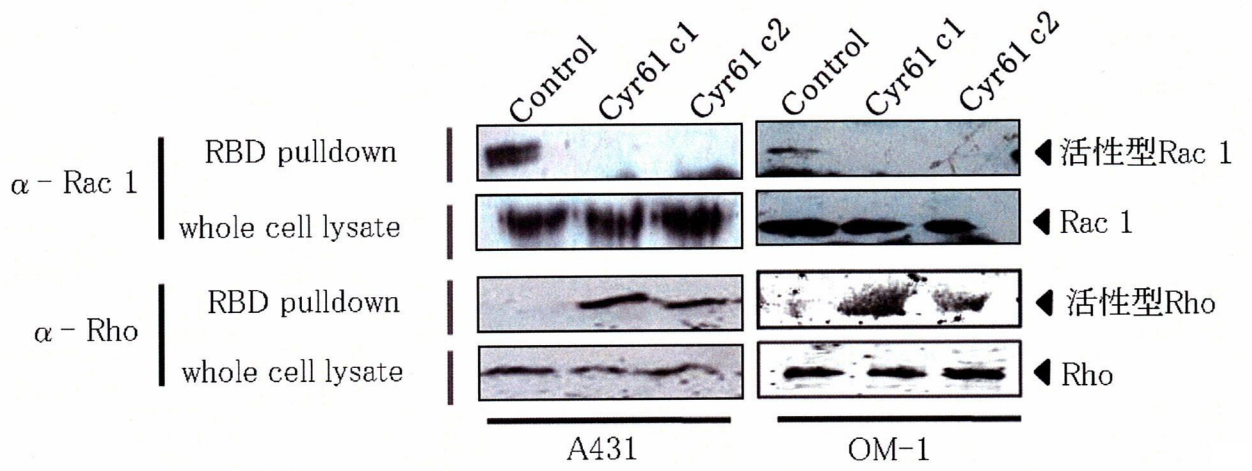 Control
Cyr61 c1
Cyr61 c2
Control
Cyr61 c1
Cyr61 c2
α- Rac 1
RBD pulldown
活性型Rac 1
whole cell lysate
Rac 1
α- Rho
RBD pulldown
活性型Rho
whole cell lysate
Rho
A431
OM-1